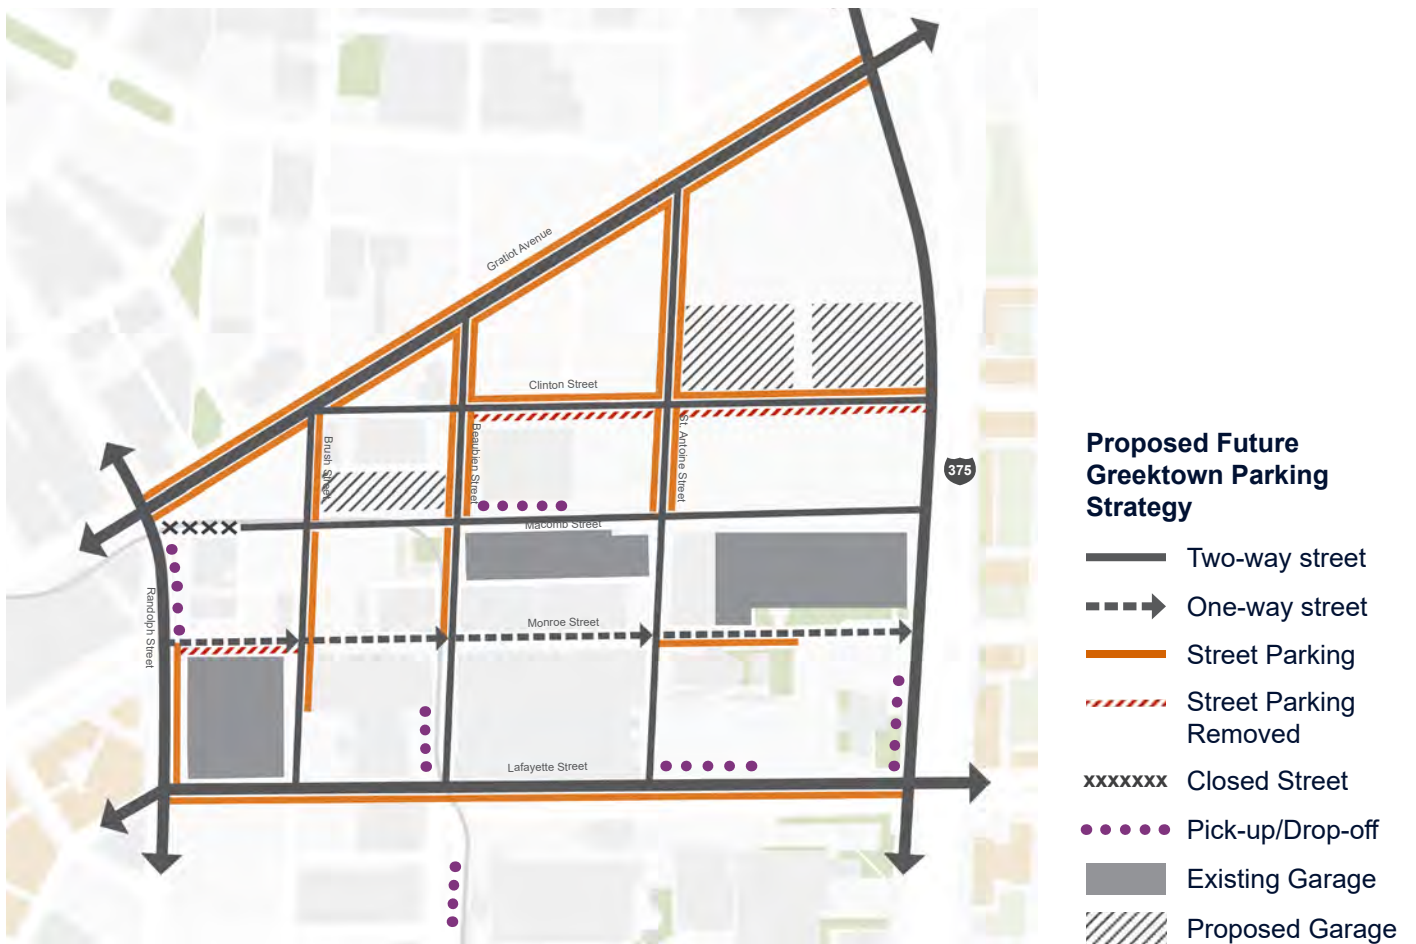 Gratiot Avenue
Clinton Street
Brush Street
Beaubien Street
St. Antoine Street
Macomb Street
Randolph Street
Monroe Street
Lafayette Street
375
Proposed Future
Greektown Parking
Strategy
Two-way street
One-way street
Street Parking
Street Parking
Removed
xxxxxxx Closed Street
Pick-up/Drop-off
Existing Garage
Proposed Garage